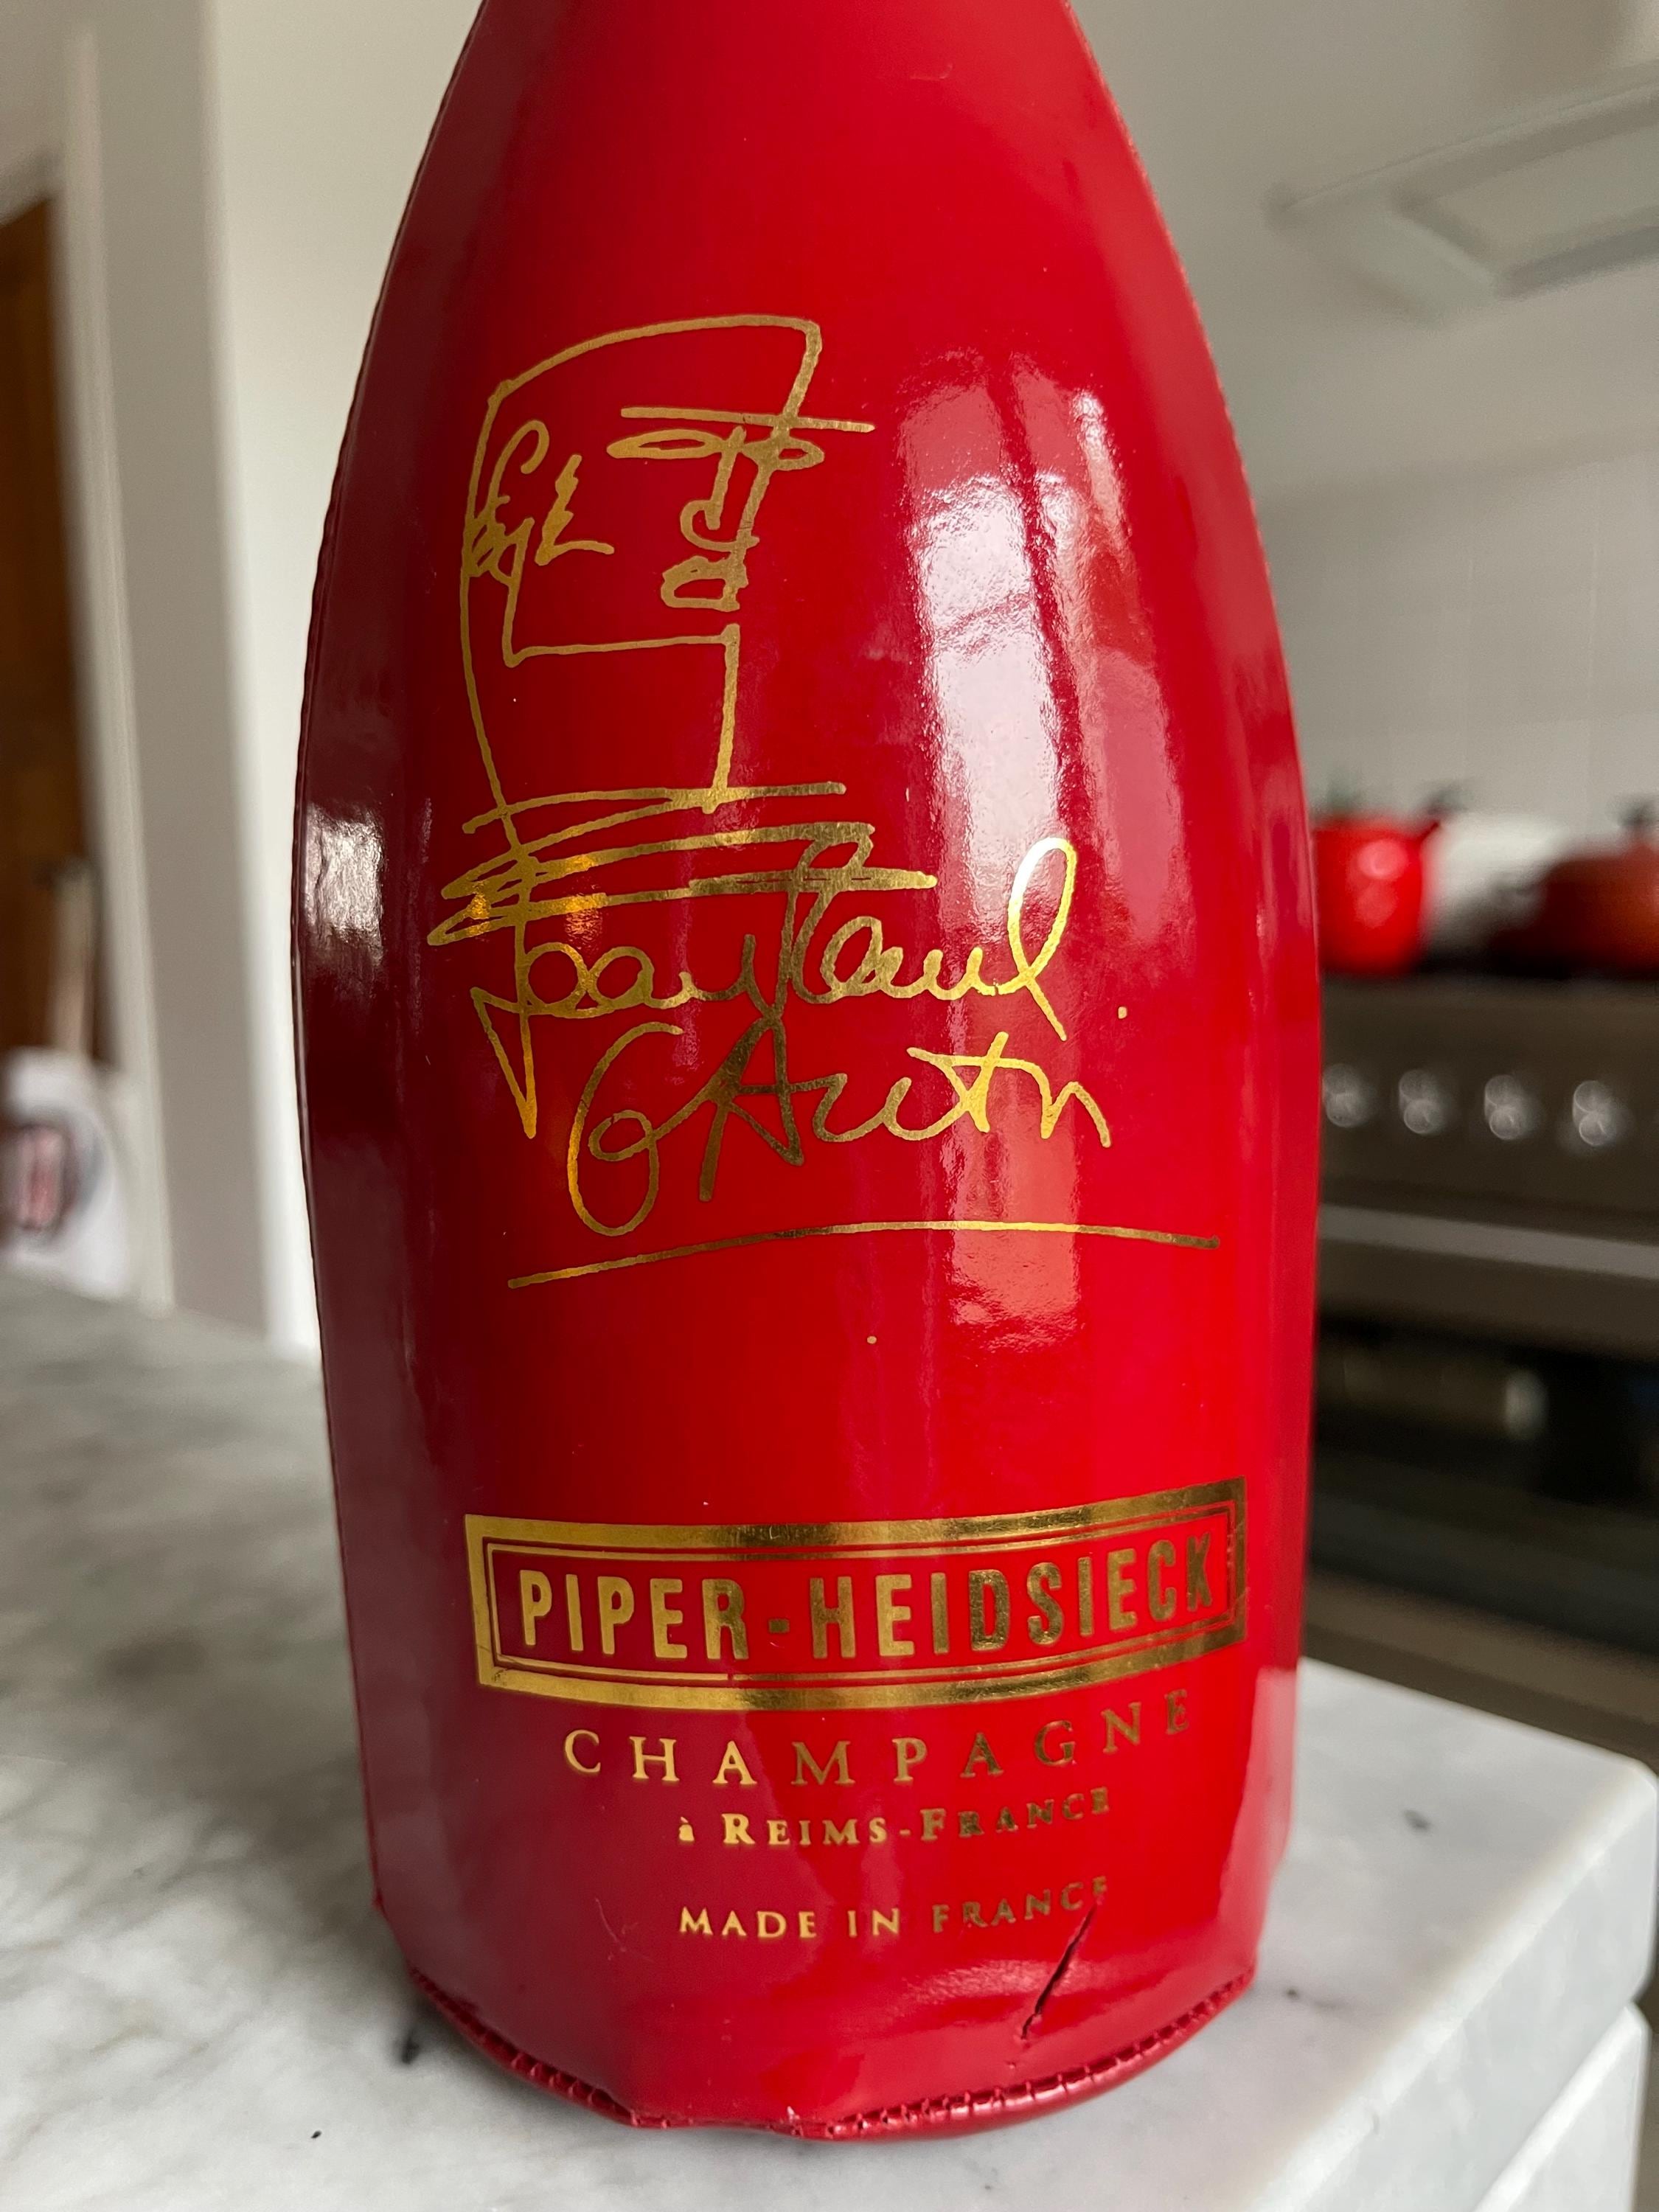 Jean Paul
GAULTIER
PIPER-HEIDSIECK
CHAMPAGNE
à REIMS-FRANCE
MADE IN FRANCE